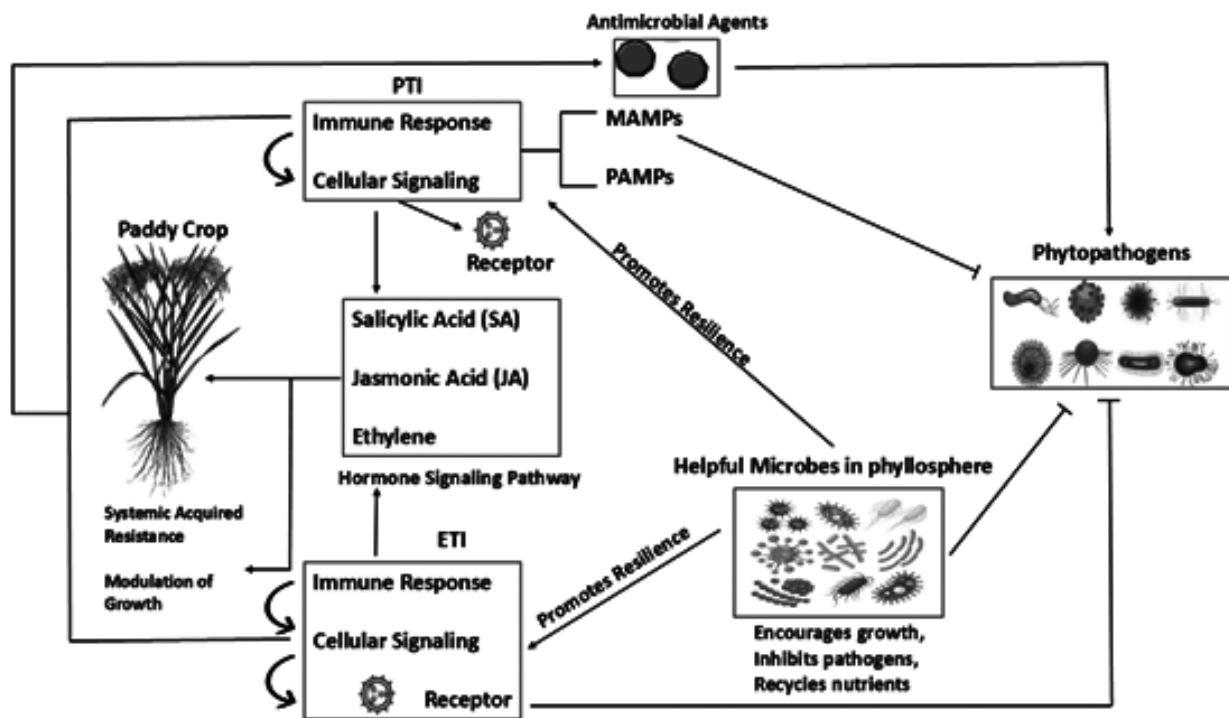 Antimicrobial Agents
PTI
Immune Response
Cellular Signaling
MAMPs
PAMPs
Receptor
Paddy Crop
Promotes Resilience
Phytopathogens
Salicylic Acid (SA)
Jasmonic Acid (JA)
Ethylene
Hormone Signaling Pathway
Systemic Acquired
Resistance
Modulation of
Growth
ETI
Immune Response
Cellular Signaling
Receptor
Promotes Resilience
Helpful Microbes in phyllosphere
Encourages growth,
Inhibits pathogens,
Recycles nutrients